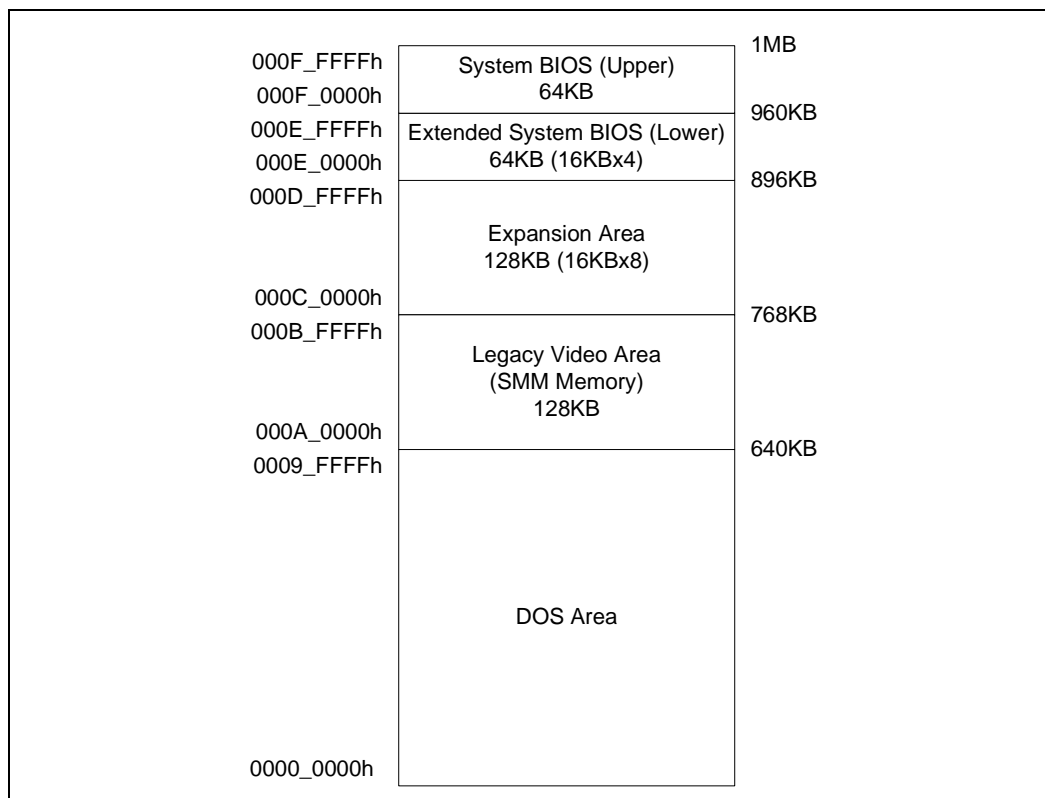 1MB
000F_FFFFh
System BIOS (Upper)
64KB
000F_0000h
960KB
000E_FFFFh
Extended System BIOS (Lower)
64KB (16KBx4)
000E_0000h
896KB
000D_FFFFh
Expansion Area
128KB (16KBx8)
000C_0000h
768KB
000B_FFFFh
Legacy Video Area
(SMM Memory)
128KB
000A_0000h
640KB
0009_FFFFh
DOS Area
0000_0000h